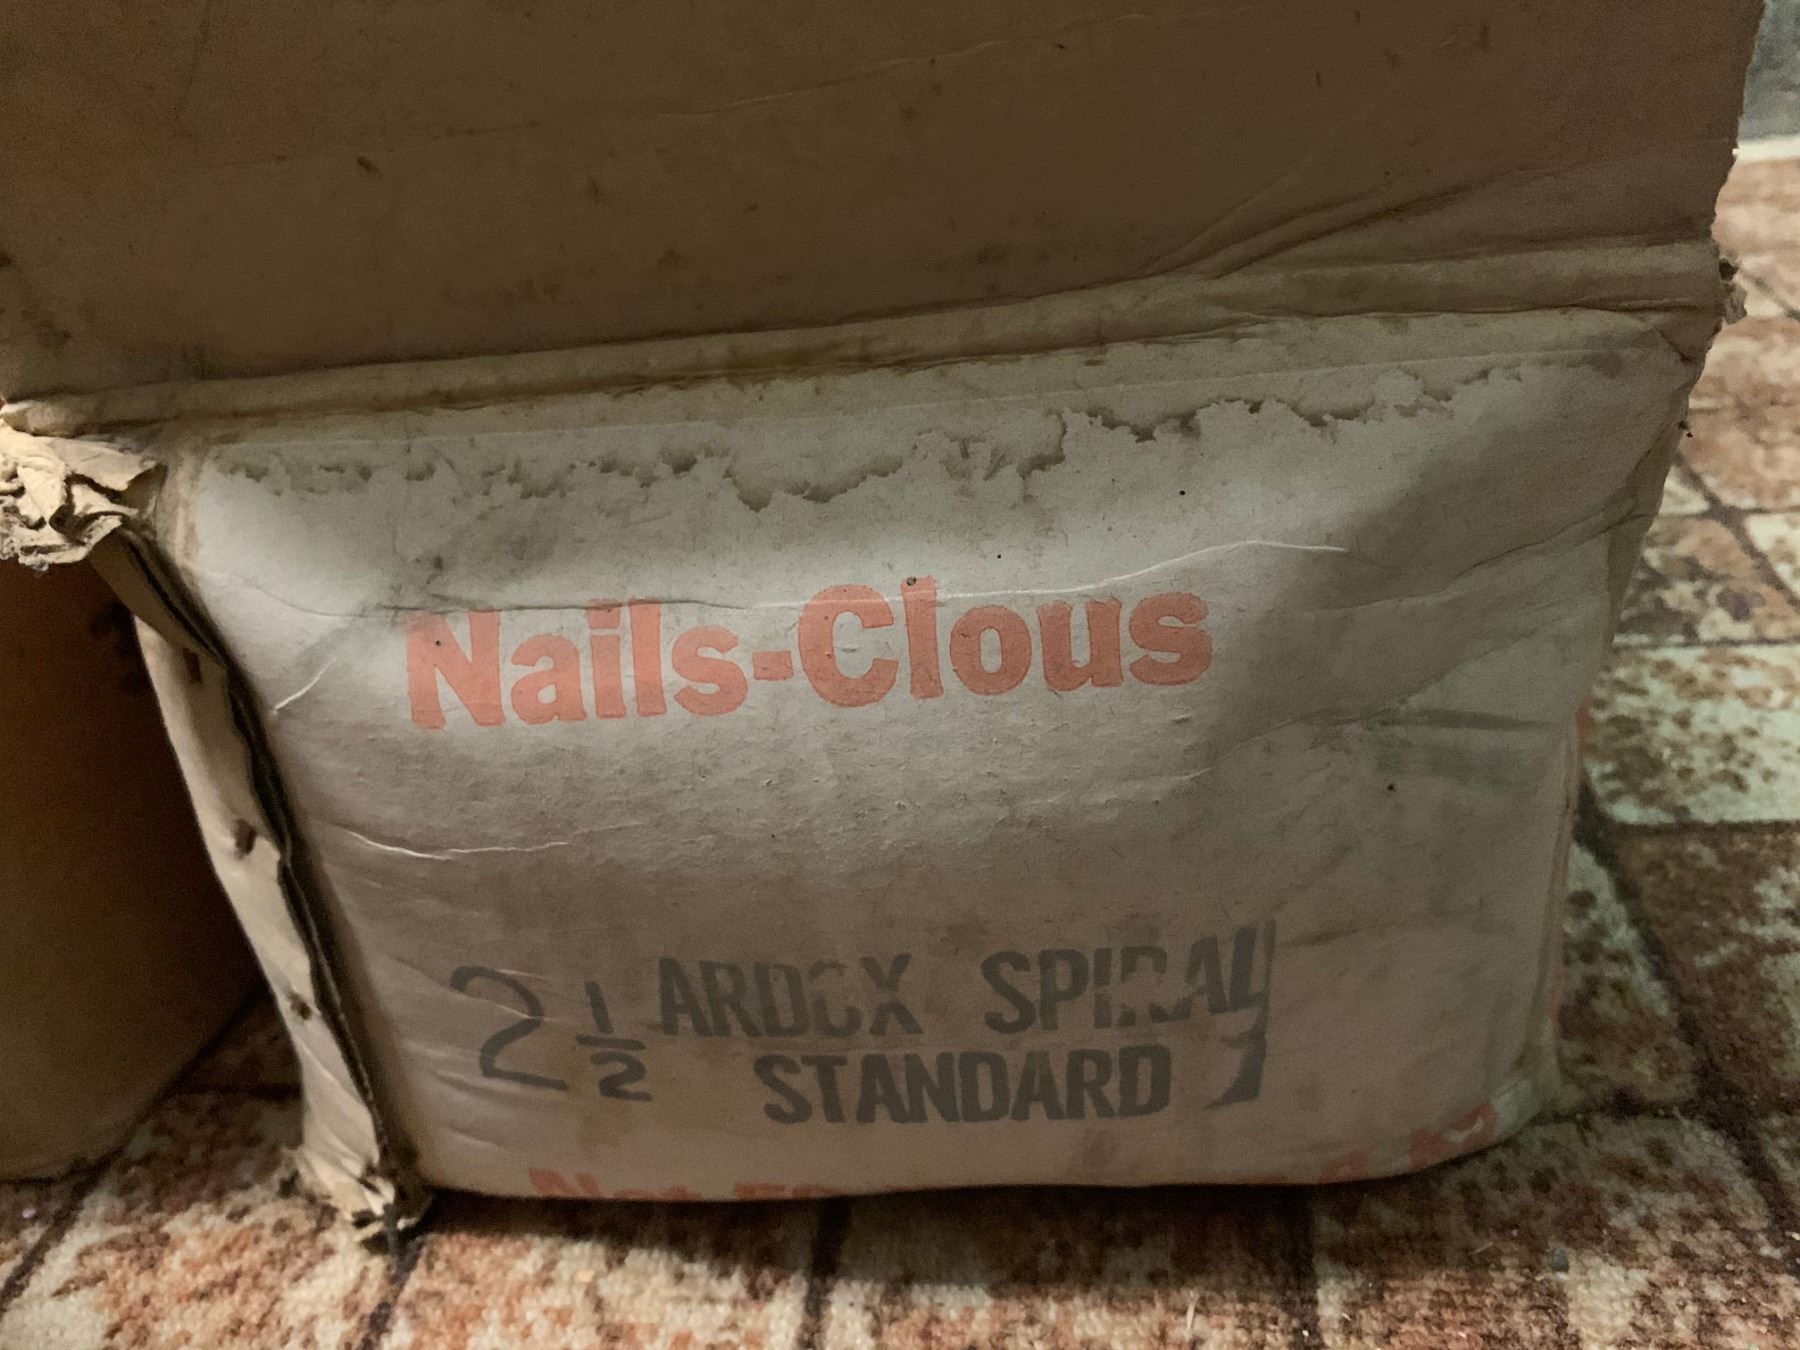 Nails-Clous
2 1/2 ARDOX SPIRAL
STANDARD